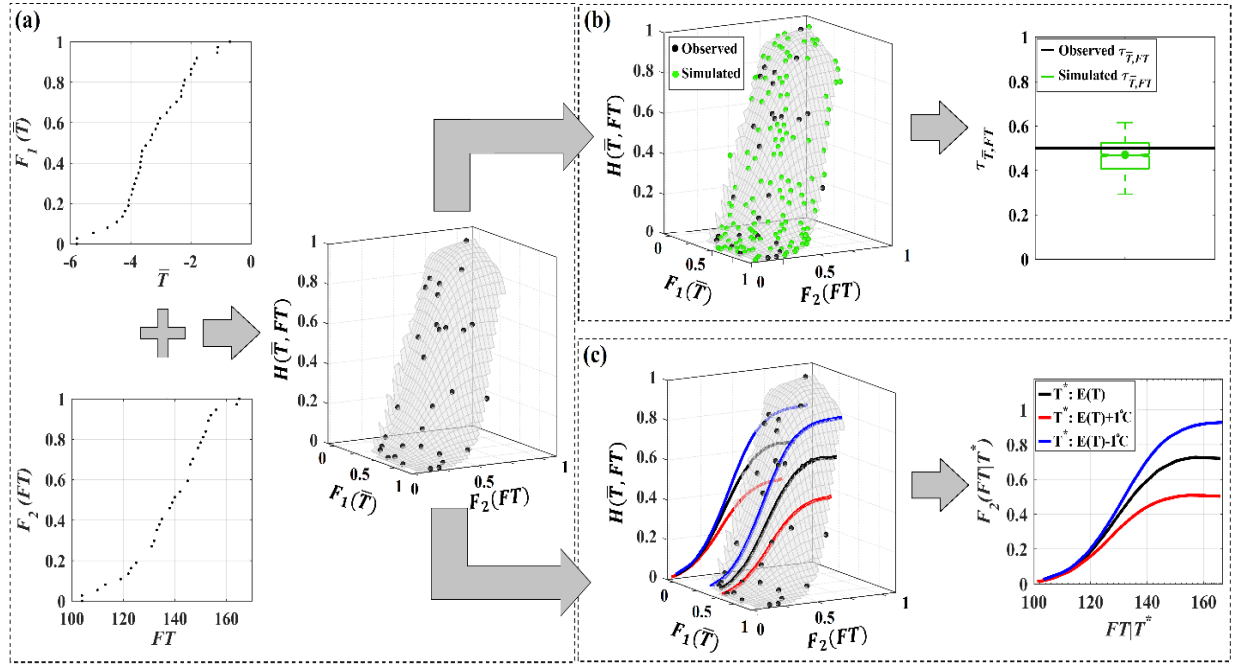 (a)
1
0.8
0.6
0.4
0.2
0
F₁(T̅)
-6
-4
-2
0
T̅
1
0.8
0.6
0.4
0.2
0
F₂(FT)
100
120
140
160
FT
1
0.8
0.6
0.4
0.2
0
H(T̅, FT)
0
0.5
1
F₁(T̅)
0
0.5
1
F₂(FT)
(b)
Observed
Simulated
1
0.8
0.6
0.4
0.2
0
H(T̅, FT)
0
0.5
1
F₁(T̅)
0
0.5
1
F₂(FT)
Observed τ_T̅,FT
Simulated τ_T̅,FT
1
0.8
0.6
0.4
0.2
0
τ_T̅,FT
(c)
1
0.8
0.6
0.4
0.2
0
H(T̅, FT)
0
0.5
1
F₁(T̅)
0
0.5
1
F₂(FT)
T*: E(T)
T*: E(T)+1°C
T*: E(T)-1°C
1
0.8
0.6
0.4
0.2
0
F₂(FT|T*)
100
120
140
160
FT|T*